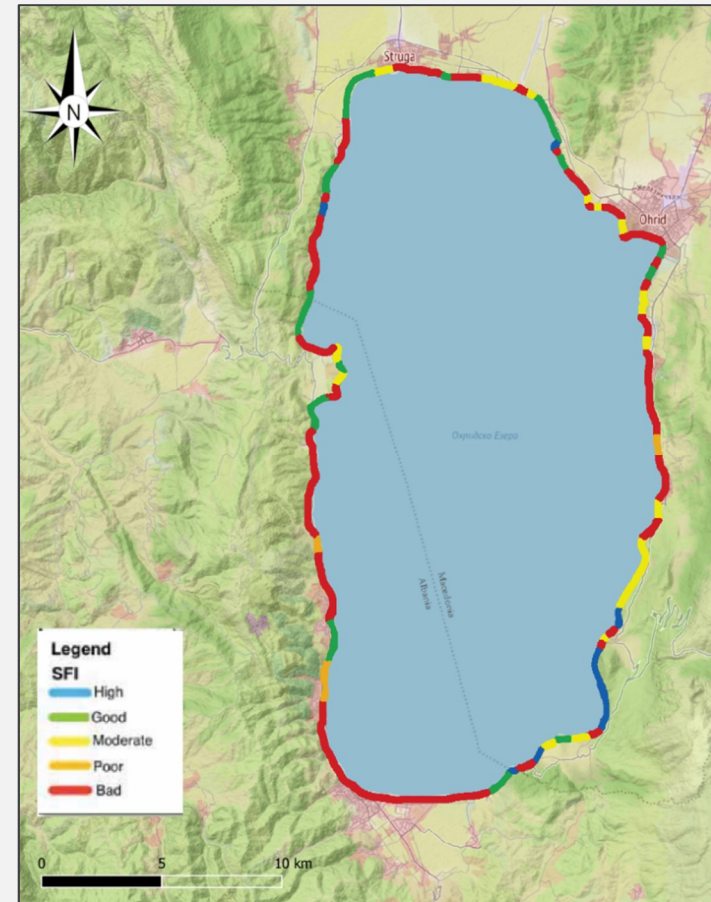 N
Struga
Ohrid
Охридско Езеро
Macedonia
Albania
Legend
SFI
High
Good
Moderate
Poor
Bad
0 5 10 km